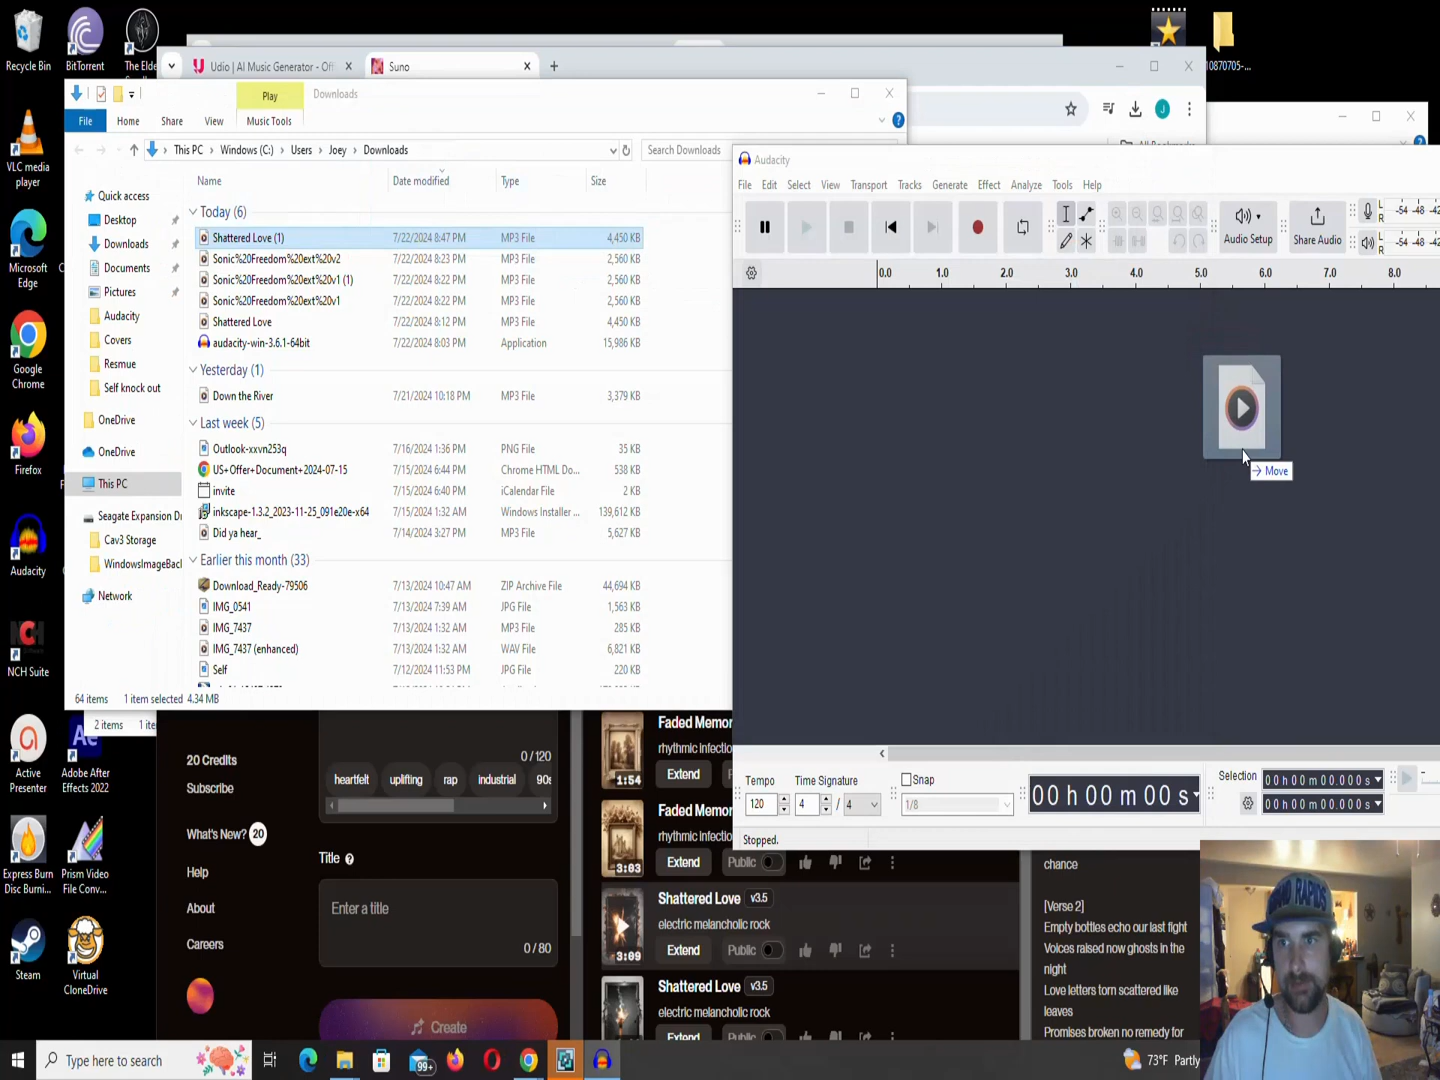 Recycle Bin
BitTorrent
The Elde
10870705-...
Udio | AI Music Generator - Off
Suno
Play
Downloads
File
Home
Share
View
Music Tools
This PC > Windows (C:) > Users > Joey > Downloads
Search Downloads
Name
Date modified
Type
Size
Today (6)
Shattered Love (1) 7/22/2024 8:47 PM MP3 File 4,450 KB
Sonic%20Freedom%20ext%20v2 7/22/2024 8:23 PM MP3 File 2,560 KB
Sonic%20Freedom%20ext%20v1 (1) 7/22/2024 8:22 PM MP3 File 2,560 KB
Sonic%20Freedom%20ext%20v1 7/22/2024 8:22 PM MP3 File 2,560 KB
Shattered Love 7/22/2024 8:12 PM MP3 File 4,450 KB
audacity-win-3.6.1-64bit 7/22/2024 8:03 PM Application 15,986 KB
Yesterday (1)
Down the River 7/21/2024 10:18 PM MP3 File 3,379 KB
Last week (5)
Outlook-xxvn253q 7/16/2024 1:36 PM PNG File 35 KB
US+Offer+Document+2024-07-15 7/15/2024 6:44 PM Chrome HTML Do... 538 KB
invite 7/15/2024 6:40 PM iCalendar File 2 KB
inkscape-1.3.2_2023-11-25_091e20e-x64 7/15/2024 1:32 AM Windows Installer ... 139,612 KB
Did ya hear_ 7/14/2024 3:27 PM MP3 File 5,627 KB
Earlier this month (33)
Download_Ready-79506 7/13/2024 10:47 AM ZIP Archive File 44,694 KB
IMG_0541 7/13/2024 7:39 AM JPG File 1,563 KB
IMG_7437 7/13/2024 1:32 AM MP3 File 285 KB
IMG_7437 (enhanced) 7/13/2024 1:32 AM WAV File 6,821 KB
Self 7/12/2024 11:53 PM JPG File 220 KB
64 items 1 item selected 4.34 MB
2 items 1 ite
Quick access
Desktop
Downloads
Documents
Pictures
Audacity
Covers
Resmue
Self knock out
OneDrive
OneDrive
This PC
Seagate Expansion Dr
Cav3 Storage
WindowsImageBack
Network
VLC media
player
Microsoft
Edge
Google
Chrome
Firefox
Audacity
NCH Suite
Active
Presenter
Adobe After
Effects 2022
Express Burn
Disc Burni...
Prism Video
File Conv...
Steam
Virtual
CloneDrive
Audacity
File Edit Select View Transport Tracks Generate Effect Analyze Tools Help
Audio Setup
Share Audio
L
R
-54 -48
L
R
-54 -48
0.0 1.0 2.0 3.0 4.0 5.0 6.0 7.0 8.0
Move
Tempo
120
Time Signature
4 / 4
Snap
1/8
00 h 00 m 00 s
Selection
00 h 00 m 00.000 s
00 h 00 m 00.000 s
Stopped.
20 Credits
Subscribe
What's New? 20
Help
About
Careers
0 / 120
heartfelt uplifting rap industrial 90s
Title
Enter a title
0 / 80
Create
Faded Memor
rhythmic infectio
1:54
Extend
Faded Memor
rhythmic infectio
3:03
Extend Public
Shattered Love v3.5
electric melancholic rock
3:09
Extend Public
Shattered Love v3.5
electric melancholic rock
Extend Public
chance
[Verse 2]
Empty bottles echo our last fight
Voices raised now ghosts in the
night
Love letters torn scattered like
leaves
Promises broken no remedy for
Type here to search
99+
73°F Partly